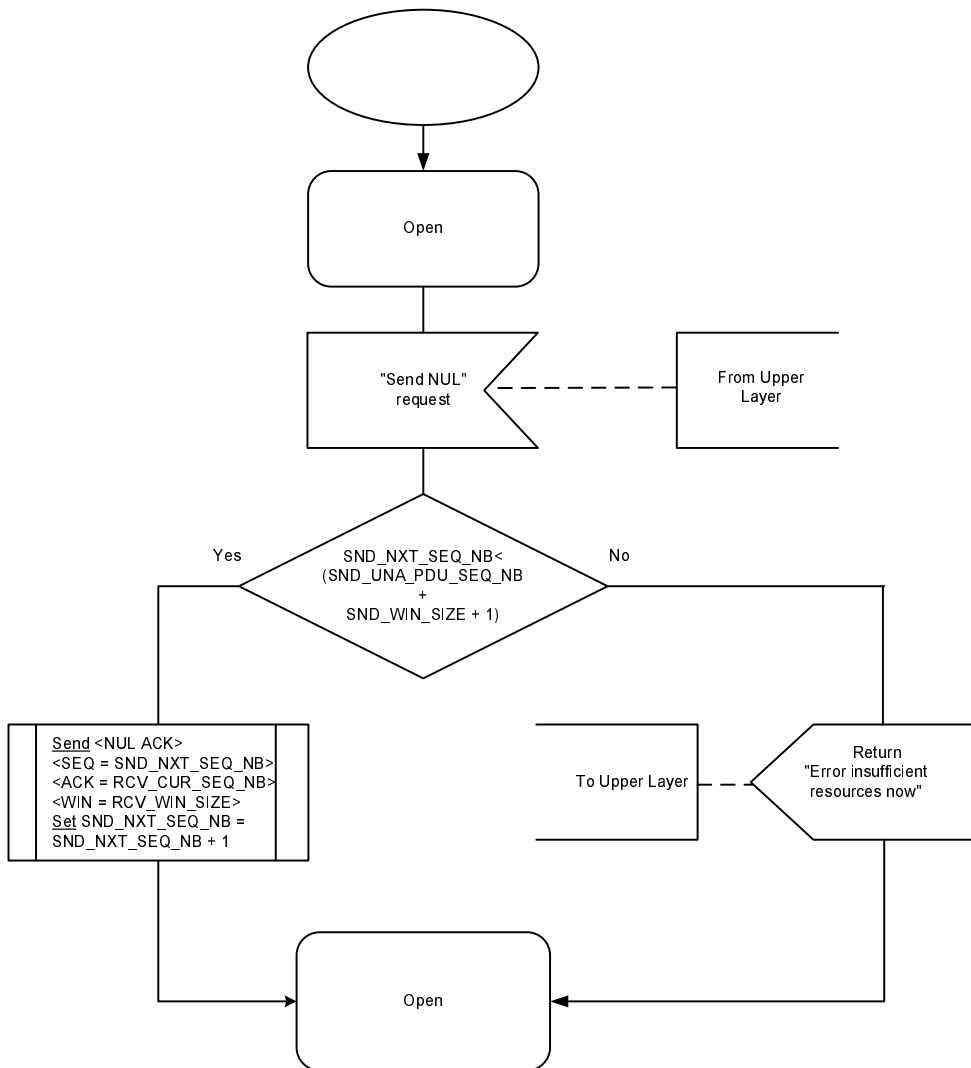 Open
"Send NUL"
request
From Upper
Layer
Yes
SND_NXT_SEQ_NB<
(SND_UNA_PDU_SEQ_NB
+
SND_WIN_SIZE + 1)
No
Send <NUL ACK>
<SEQ = SND_NXT_SEQ_NB>
<ACK = RCV_CUR_SEQ_NB>
<WIN = RCV_WIN_SIZE>
Set SND_NXT_SEQ_NB =
SND_NXT_SEQ_NB + 1
To Upper Layer
Return
"Error insufficient
resources now"
Open